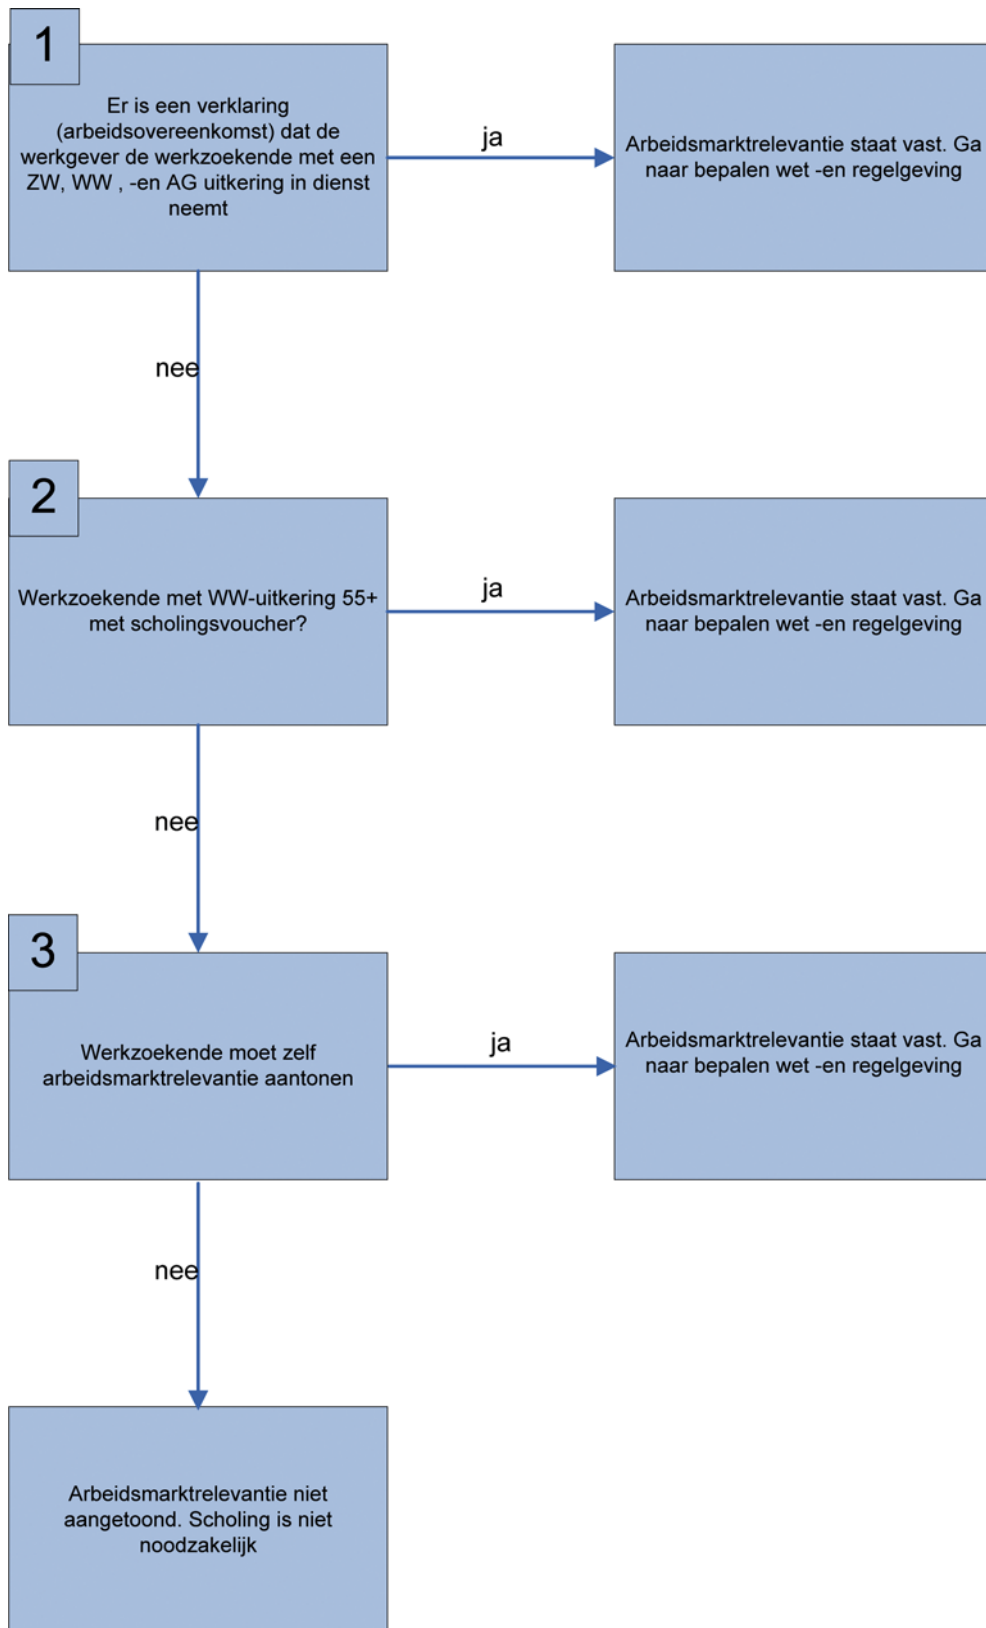 1
Er is een verklaring
(arbeidsovereenkomst) dat de
werkgever de werkzoekende met een
ZW, WW , -en AG uitkering in dienst
neemt
ja
Arbeidsmarktrelevantie staat vast. Ga
naar bepalen wet -en regelgeving
nee
2
Werkzoekende met WW-uitkering 55+
met scholingsvoucher?
ja
Arbeidsmarktrelevantie staat vast. Ga
naar bepalen wet -en regelgeving
nee
3
Werkzoekende moet zelf
arbeidsmarktrelevantie aantonen
ja
Arbeidsmarktrelevantie staat vast. Ga
naar bepalen wet -en regelgeving
nee
Arbeidsmarktrelevantie niet
aangetoond. Scholing is niet
noodzakelijk